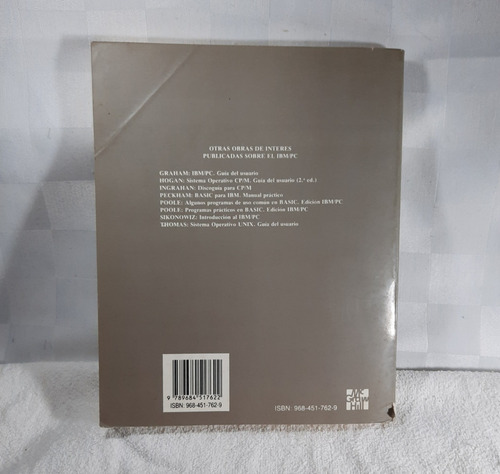 OTRAS OBRAS DE INTERES
PUBLICADAS SOBRE EL IBM/PC
GRAHAM: IBM/PC. Guía del usuario
HOGAN: Sistema Operativo CP/M. Guía del usuario (2.ª ed.)
INGRAHAN: Disceguía para CP/M
PECKHAM: BASIC para IBM. Manual práctico
POOLE: Algunos programas de uso común en BASIC. Edición IBM/PC
POOLE: Programas prácticos en BASIC. Edición IBM/PC
SIKONOWIZ: Introducción al IBM/PC
THOMAS: Sistema Operativo UNIX. Guía del usuario
9 789684 517622
ISBN: 968-451-762-9
Mc
Graw
Hill
ISBN: 968-451-762-9